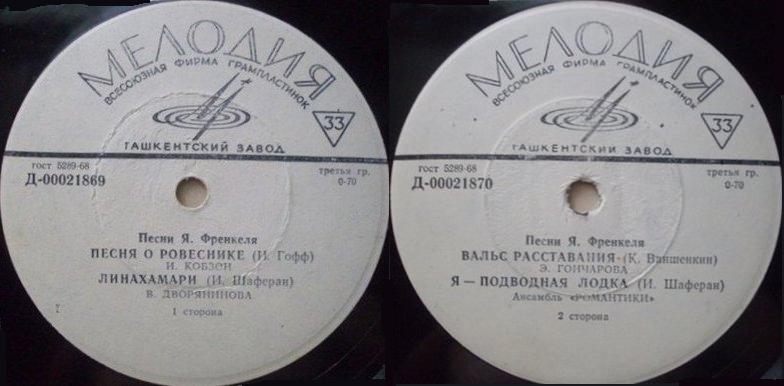 МЕЛОДИЯ
ВСЕСОЮЗНАЯ ФИРМА ГРАМПЛАСТИНОК
33
ТАШКЕНТСКИЙ ЗАВОД
гост 5289-68
третья гр.
Д-00021869
0-70
Песни Я. Френкеля
ПЕСНЯ О РОВЕСНИКЕ (И. Гофф)
И. КОБЗОН
ЛИНАХАМАРИ (И. Шаферан)
В. ДВОРЯНИНОВА
1 сторона
МЕЛОДИЯ
ВСЕСОЮЗНАЯ ФИРМА ГРАМПЛАСТИНОК
33
ТАШКЕНТСКИЙ ЗАВОД
гост 5289-68
третья гр.
Д-00021870
0-70
Песни Я. Френкеля
ВАЛЬС РАССТАВАНИЯ (К. Ваншенкин)
Э. ГОНЧАРОВА
Я — ПОДВОДНАЯ ЛОДКА (И. Шаферан)
Ансамбль «РОМАНТИКИ»
2 сторона